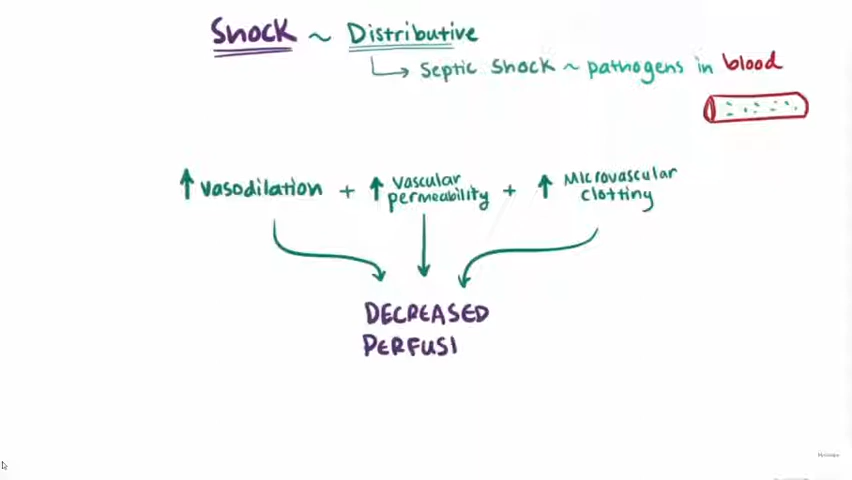 Shock ~ Distributive
Septic Shock ~ pathogens in blood
↑ Vasodilation + ↑ Vascular permeability + ↑ Microvascular clotting
DECREASED
PERFUSI